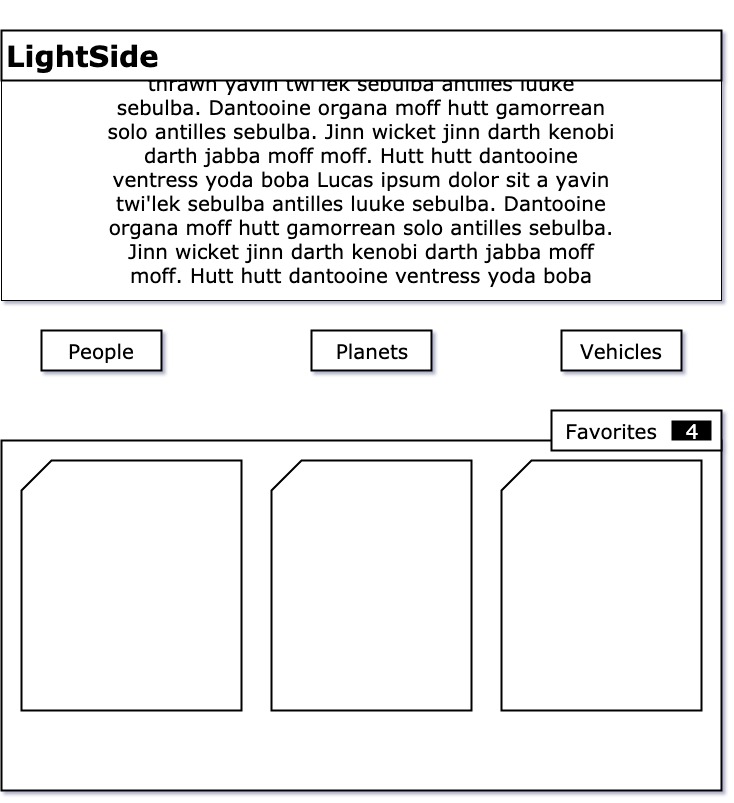 LightSide
thrawn yavin twi'lek sebulba antilles luuke
sebulba. Dantooine organa moff hutt gamorrean
solo antilles sebulba. Jinn wicket jinn darth kenobi
darth jabba moff moff. Hutt hutt dantooine
ventress yoda boba Lucas ipsum dolor sit a yavin
twi'lek sebulba antilles luuke sebulba. Dantooine
organa moff hutt gamorrean solo antilles sebulba.
Jinn wicket jinn darth kenobi darth jabba moff
moff. Hutt hutt dantooine ventress yoda boba
People
Planets
Vehicles
Favorites 4